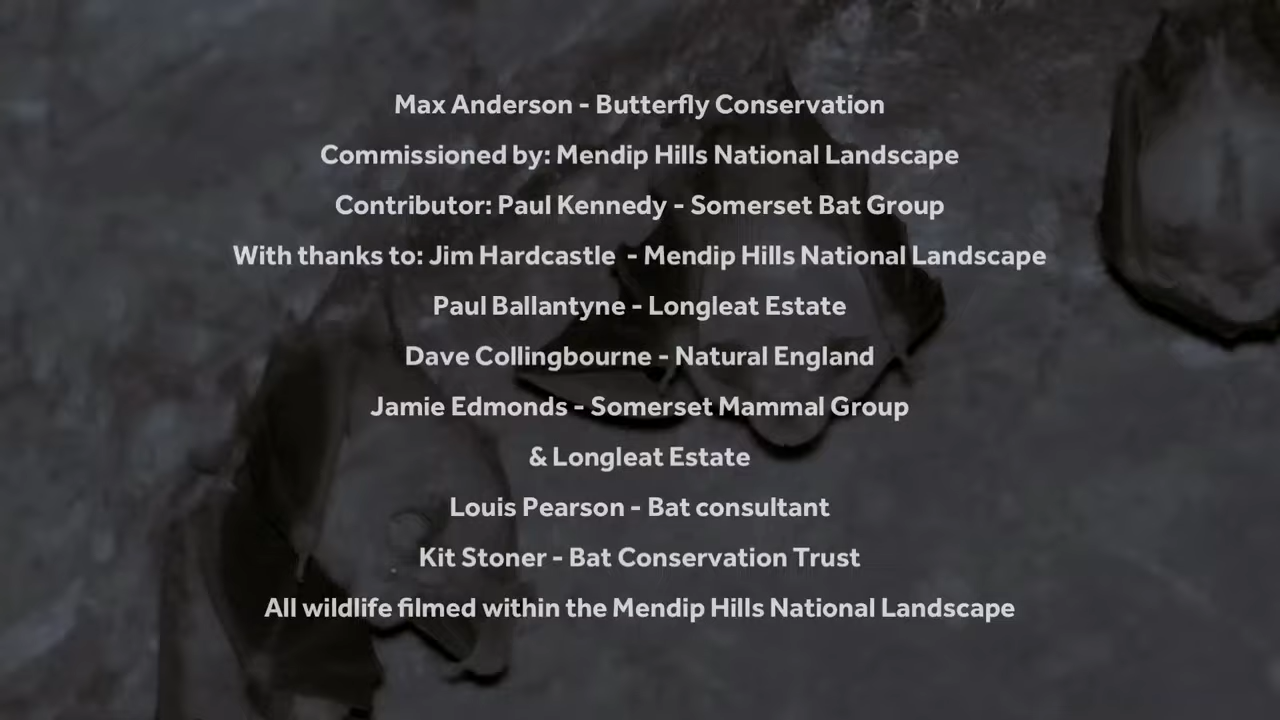 Max Anderson - Butterfly Conservation
Commissioned by: Mendip Hills National Landscape
Contributor: Paul Kennedy - Somerset Bat Group
With thanks to: Jim Hardcastle - Mendip Hills National Landscape
Paul Ballantyne - Longleat Estate
Dave Collingbourne - Natural England
Jamie Edmonds - Somerset Mammal Group
& Longleat Estate
Louis Pearson - Bat consultant
Kit Stoner - Bat Conservation Trust
All wildlife filmed within the Mendip Hills National Landscape